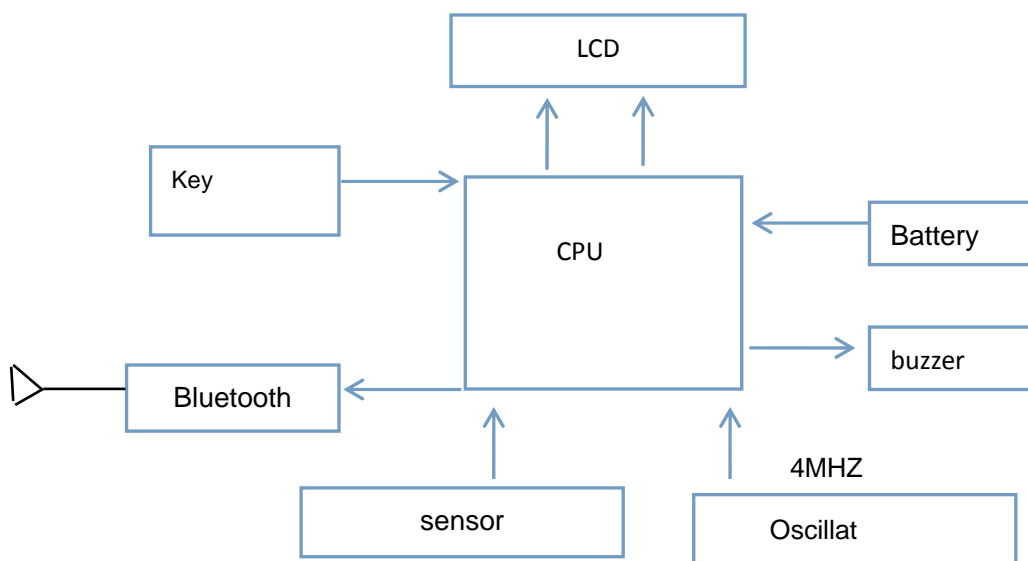 LCD
Key
CPU
Battery
buzzer
Bluetooth
4MHZ
sensor
Oscillat